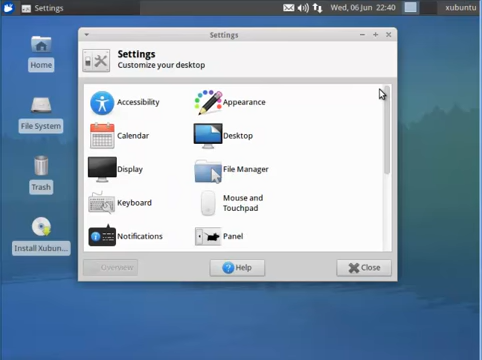 Settings
Wed, 06 Jun 22:40
xubuntu
Settings
Settings
Customize your desktop
Home
File System
Trash
Install Xubun...
Accessibility
Appearance
Calendar
Desktop
Display
File Manager
Keyboard
Mouse and
Touchpad
Notifications
Panel
Overview
Help
Close